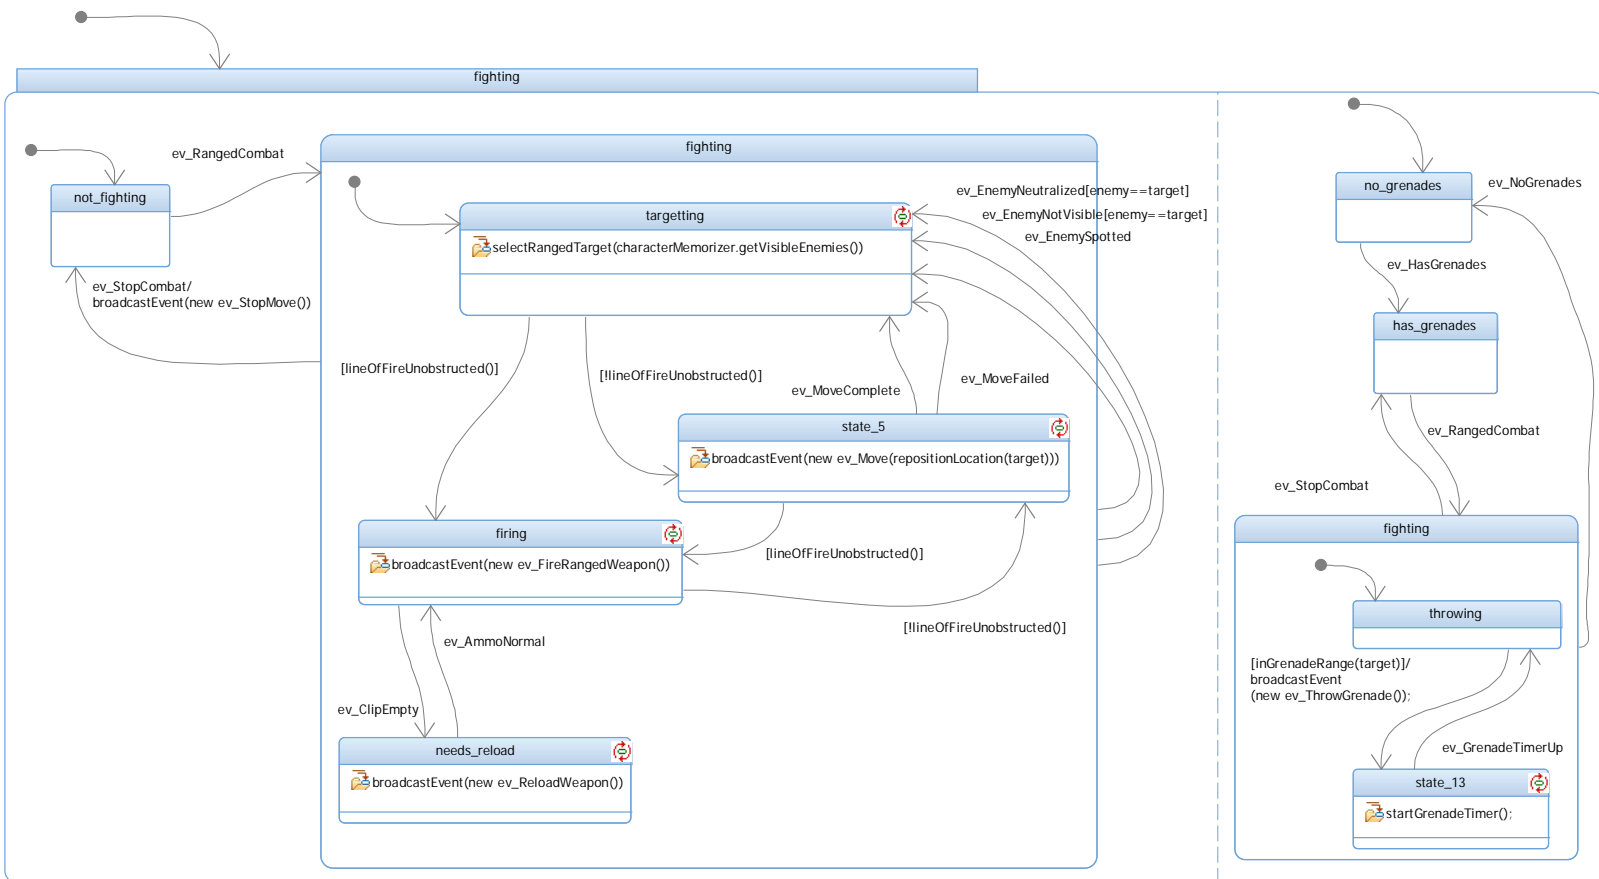 fighting
ev_RangedCombat
not_fighting
ev_StopCombat/
broadcastEvent(new ev_StopMove())
fighting
targetting
selectRangedTarget(characterMemorizer.getVisibleEnemies())
ev_EnemyNeutralized[enemy==target]
ev_EnemyNotVisible[enemy==target]
ev_EnemySpotted
[lineOfFireUnobstructed()]
[!lineOfFireUnobstructed()]
ev_MoveComplete
ev_MoveFailed
state_5
broadcastEvent(new ev_Move(repositionLocation(target)))
firing
broadcastEvent(new ev_FireRangedWeapon())
[lineOfFireUnobstructed()]
[!lineOfFireUnobstructed()]
ev_AmmoNormal
ev_ClipEmpty
needs_reload
broadcastEvent(new ev_ReloadWeapon())
no_grenades
ev_NoGrenades
ev_HasGrenades
has_grenades
ev_RangedCombat
ev_StopCombat
fighting
throwing
[inGrenadeRange(target)]/
broadcastEvent
(new ev_ThrowGrenade());
ev_GrenadeTimerUp
state_13
startGrenadeTimer();